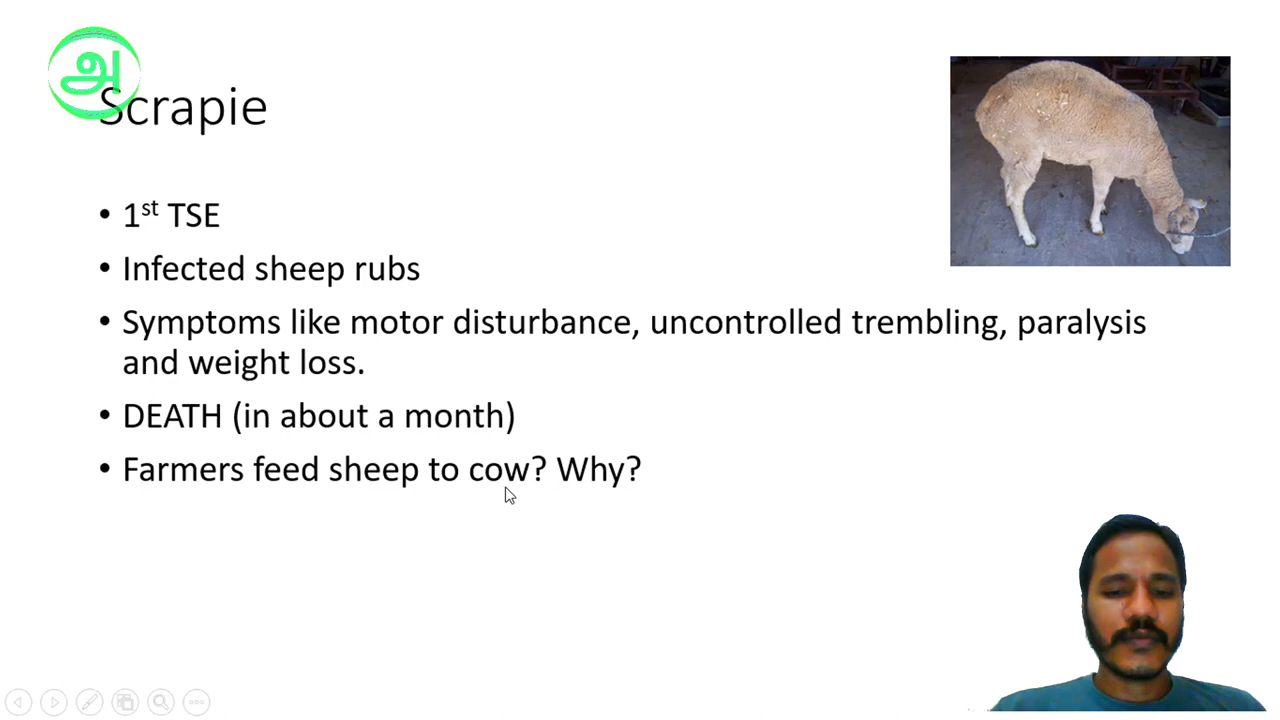 அ
Scrapie
• 1st TSE
• Infected sheep rubs
• Symptoms like motor disturbance, uncontrolled trembling, paralysis
and weight loss.
• DEATH (in about a month)
• Farmers feed sheep to cow? Why?